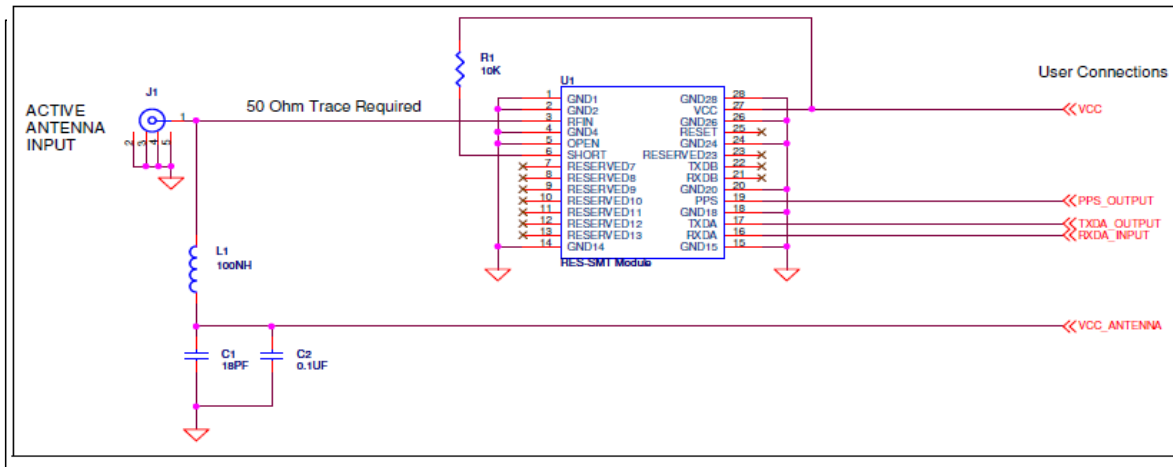 R1
10K
J1
ACTIVE
ANTENNA
INPUT
50 Ohm Trace Required
1
2
3
4
5
U1
User Connections
1 GND1 GND28 28
2 GND2 VCC 27
3 RFIN GND26 26
4 GND4 RESET 25
5 OPEN GND24 24
6 SHORT RESERVED23 23
7 RESERVED7 TXDB 22
8 RESERVED8 RXDB 21
9 RESERVED9 GND20 20
10 RESERVED10 PPS 19
11 RESERVED11 GND18 18
12 RESERVED12 TXDA 17
13 RESERVED13 RXDA 16
14 GND14 GND15 15
RES-SMT Module
VCC
PPS_OUTPUT
TXDA_OUTPUT
RXDA_INPUT
L1
100NH
VCC_ANTENNA
C1
18PF
C2
0.1UF